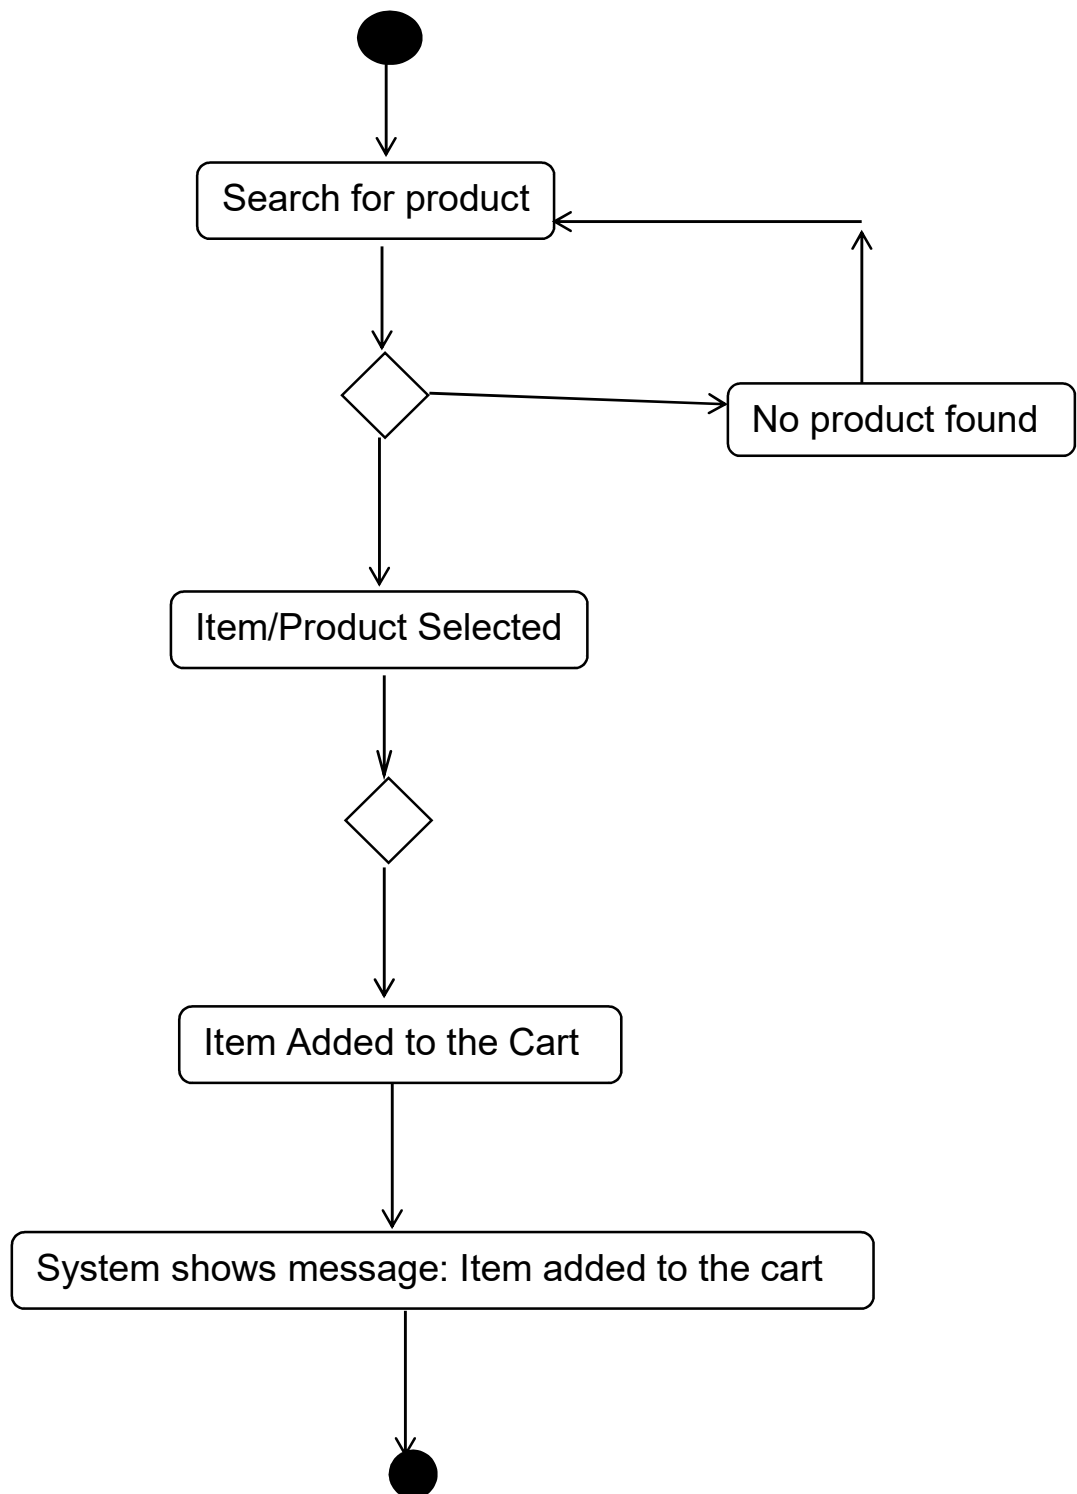 Search for product
No product found
Item/Product Selected
Item Added to the Cart
System shows message: Item added to the cart